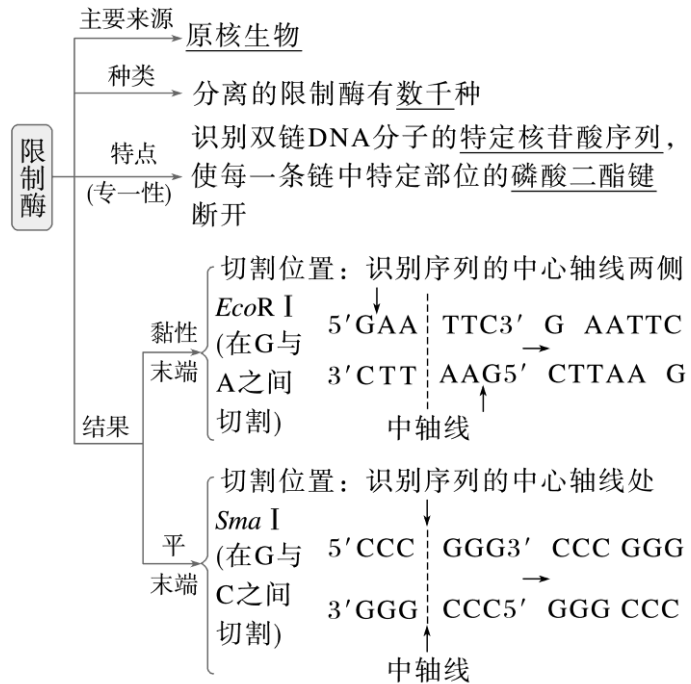 主要来源
原核生物
种类
分离的限制酶有数千种
限制酶
特点
(专一性)
识别双链DNA分子的特定核苷酸序列，
使每一条链中特定部位的磷酸二酯键
断开
结果
黏性
末端
切割位置：识别序列的中心轴线两侧
EcoRⅠ
(在G与
A之间
切割)
5′GAA TTC3′ G AATTC
3′CTT AAG5′ CTTAA G
中轴线
平
末端
切割位置：识别序列的中心轴线处
SmaⅠ
(在G与
C之间
切割)
5′CCC GGG3′ CCC GGG
3′GGG CCC5′ GGG CCC
中轴线